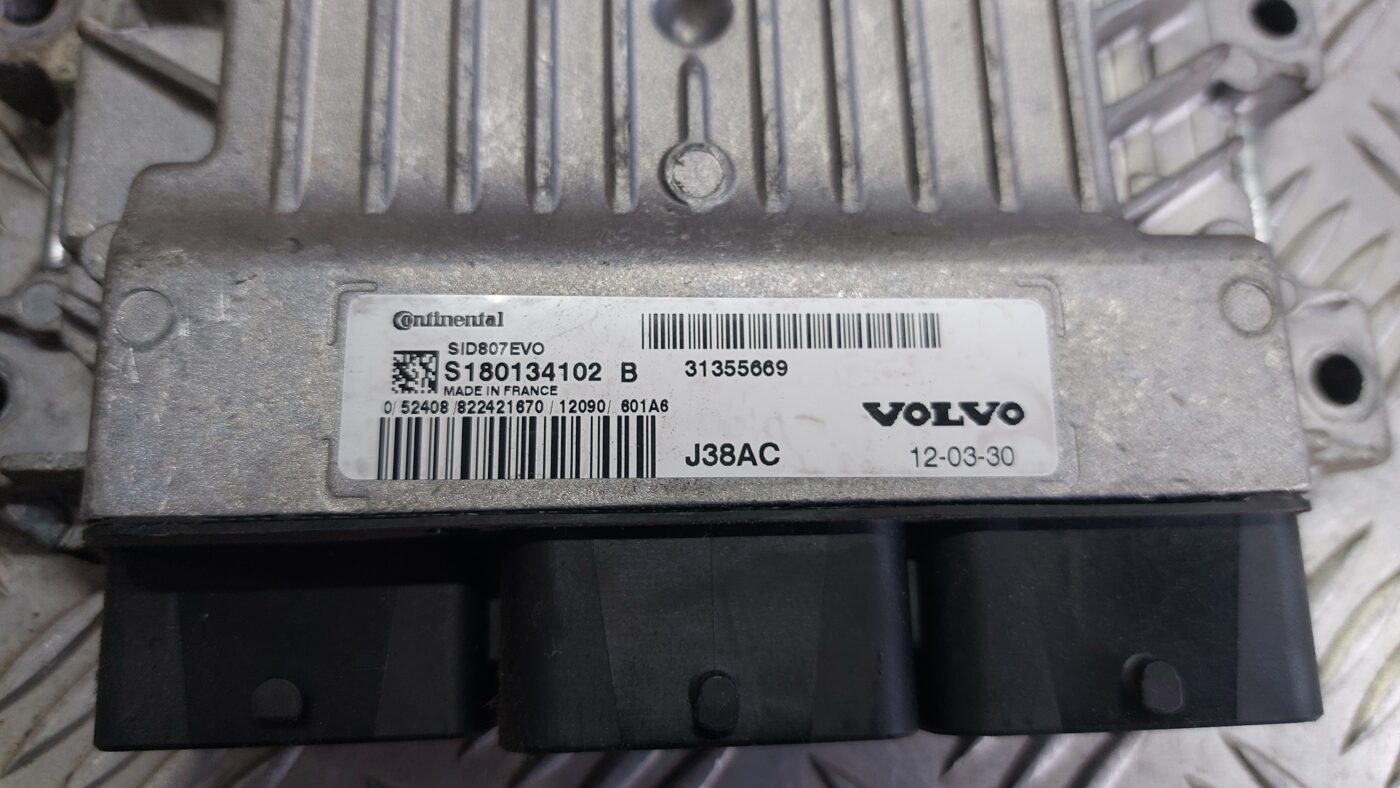 Continental
SID807EVO
S180134102 B
MADE IN FRANCE
0/ 52408 /822421670 / 12090/ 601A6
31355669
VOLVO
J38AC
12-03-30